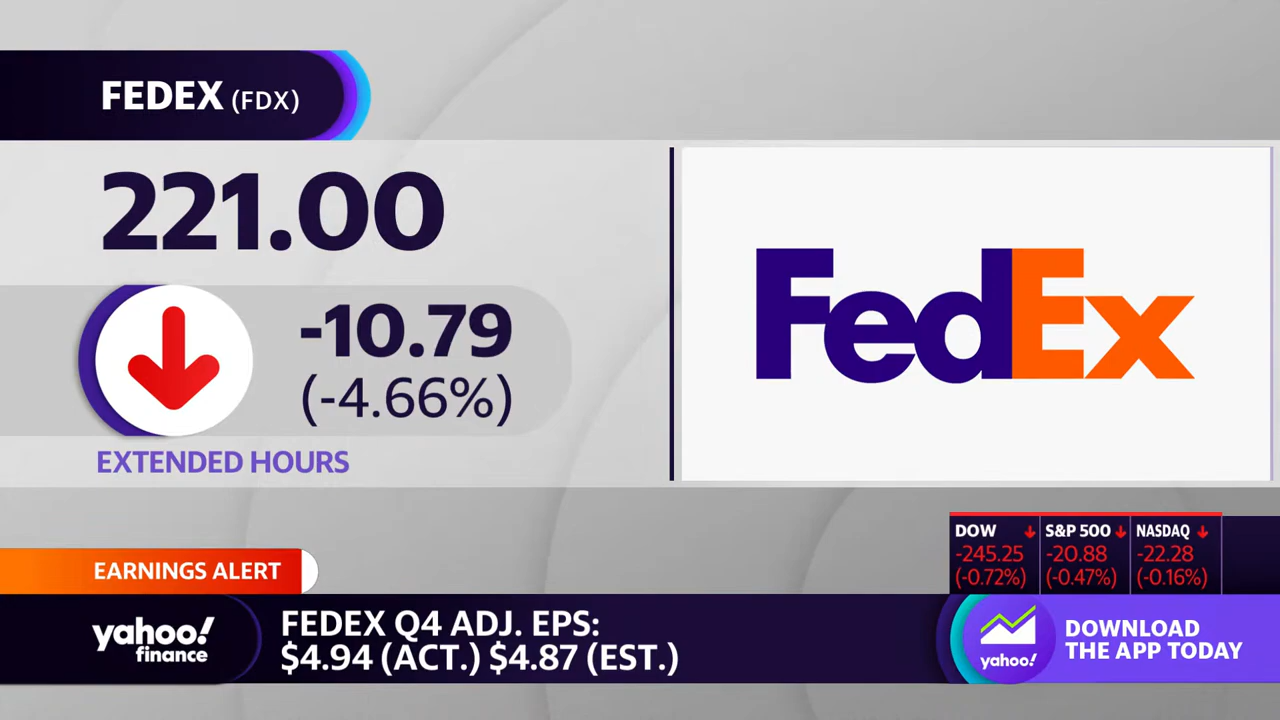 FEDEX (FDX)
221.00
-10.79
(-4.66%)
EXTENDED HOURS
FedEx
DOW
-245.25
(-0.72%)
S&P 500
-20.88
(-0.47%)
NASDAQ
-22.28
(-0.16%)
EARNINGS ALERT
yahoo!
finance
FEDEX Q4 ADJ. EPS:
$4.94 (ACT.) $4.87 (EST.)
yahoo!
DOWNLOAD
THE APP TODAY